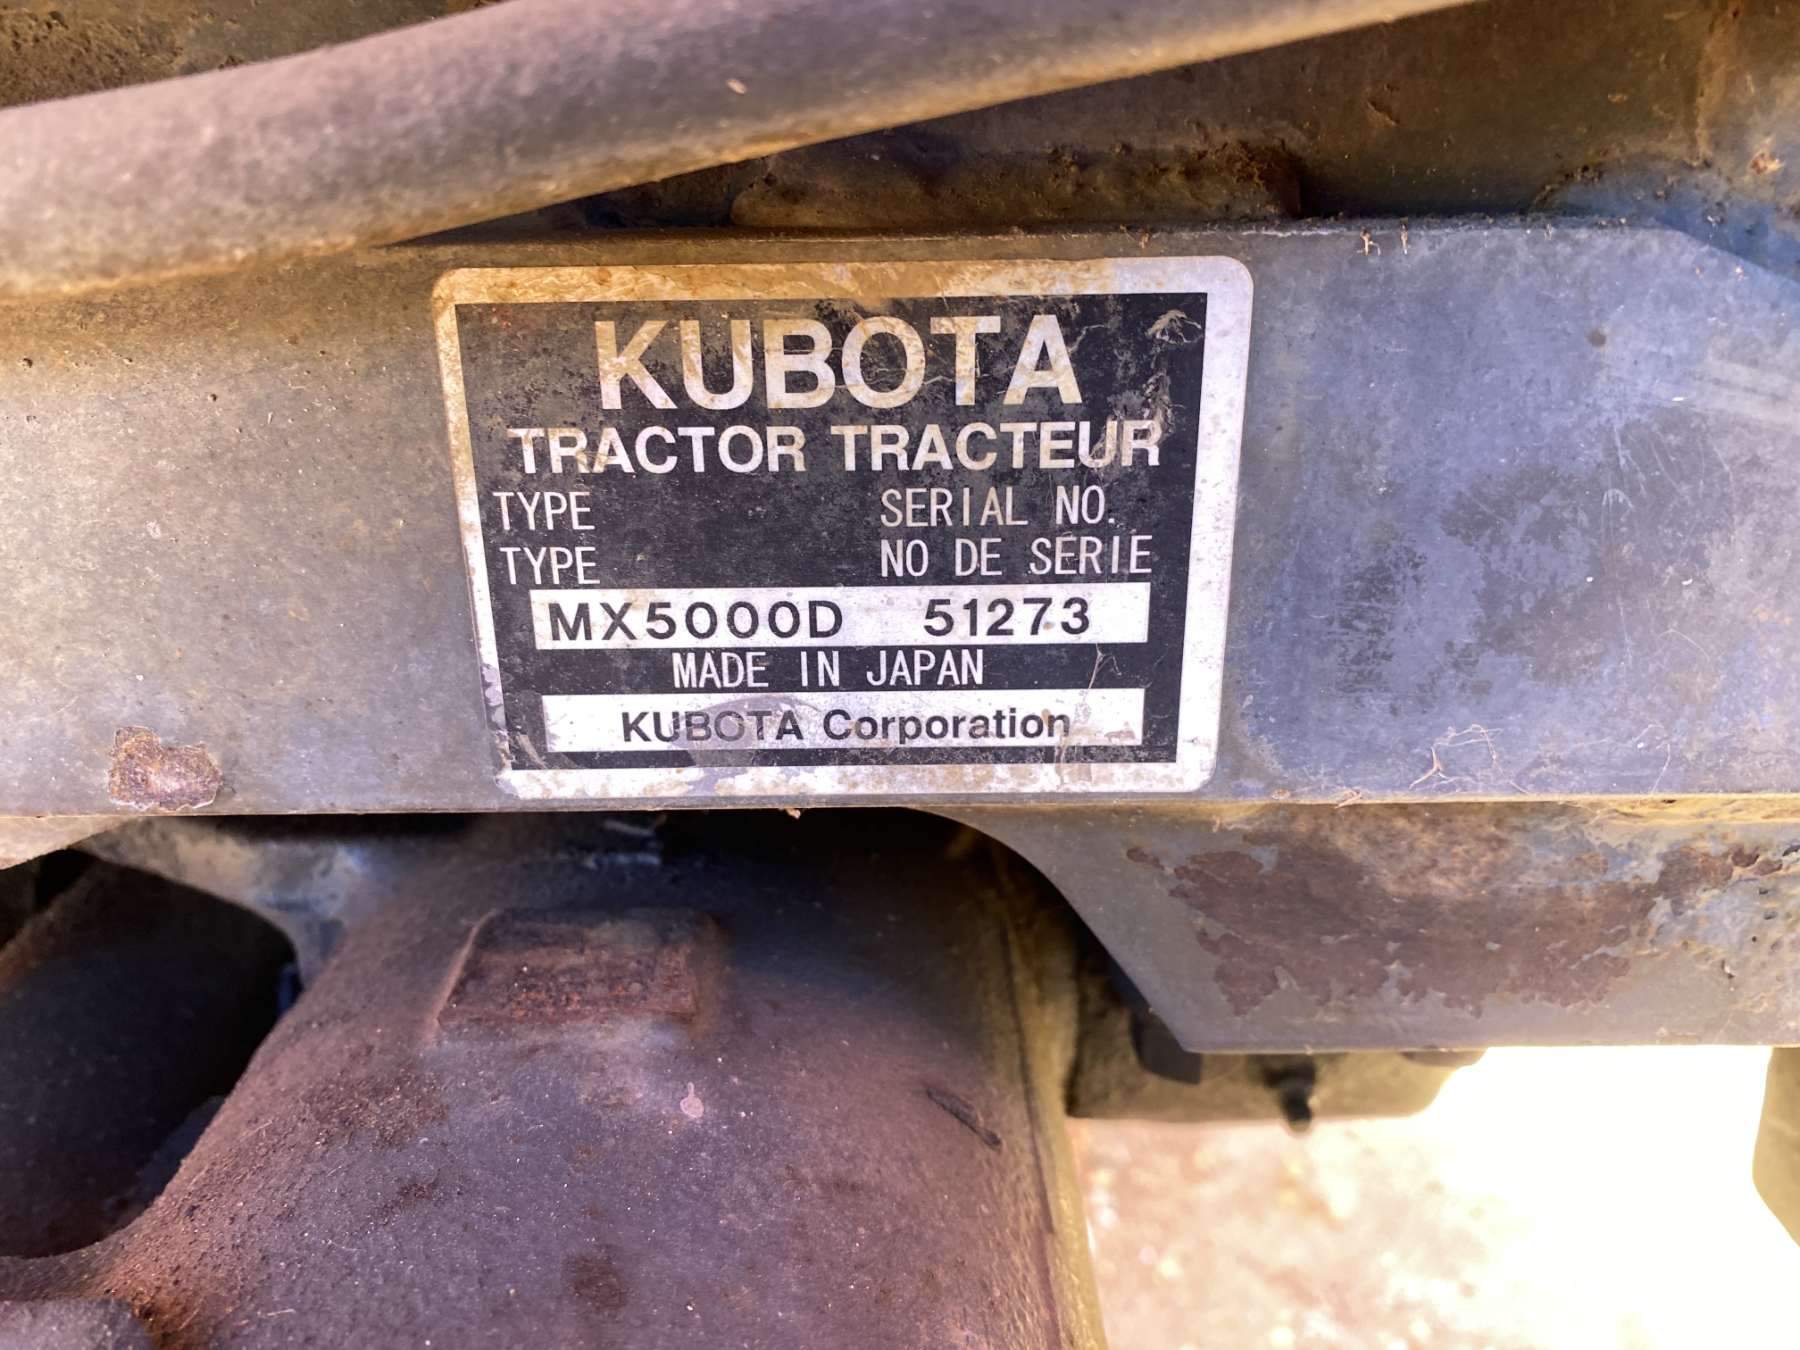 KUBOTA
TRACTOR TRACTEUR
TYPE SERIAL NO.
TYPE NO DE SERIE
MX5000D 51273
MADE IN JAPAN
KUBOTA Corporation